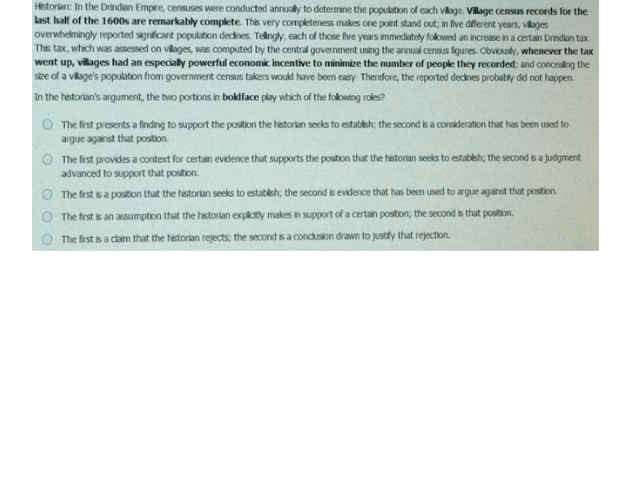 Historian: In the Drindian Empire, censuses were conducted annually to determine the population of each village. Village census records for the
last half of the 1600s are remarkably complete. This very completeness makes one point stand out; in five different years, villages
overwhelmingly reported significant population declines. Tellingly, each of those five years immediately followed an increase in a certain Drindian tax.
This tax, which was assessed on villages, was computed by the central government using the annual census figures. Obviously, whenever the tax
went up, villages had an especially powerful economic incentive to minimize the number of people they recorded; and concealing the
size of a village's population from government census takers would have been easy. Therefore, the reported declines probably did not happen.
In the historian's argument, the two portions in boldface play which of the following roles?
The first presents a finding to support the position the historian seeks to establish; the second is a consideration that has been used to
argue against that position.
The first provides a context for certain evidence that supports the position that the historian seeks to establish; the second is a judgment
advanced to support that position.
The first is a position that the historian seeks to establish; the second is evidence that has been used to argue against that position.
The first is an assumption that the historian explicitly makes in support of a certain position; the second is that position.
The first is a claim that the historian rejects; the second is a conclusion drawn to justify that rejection.